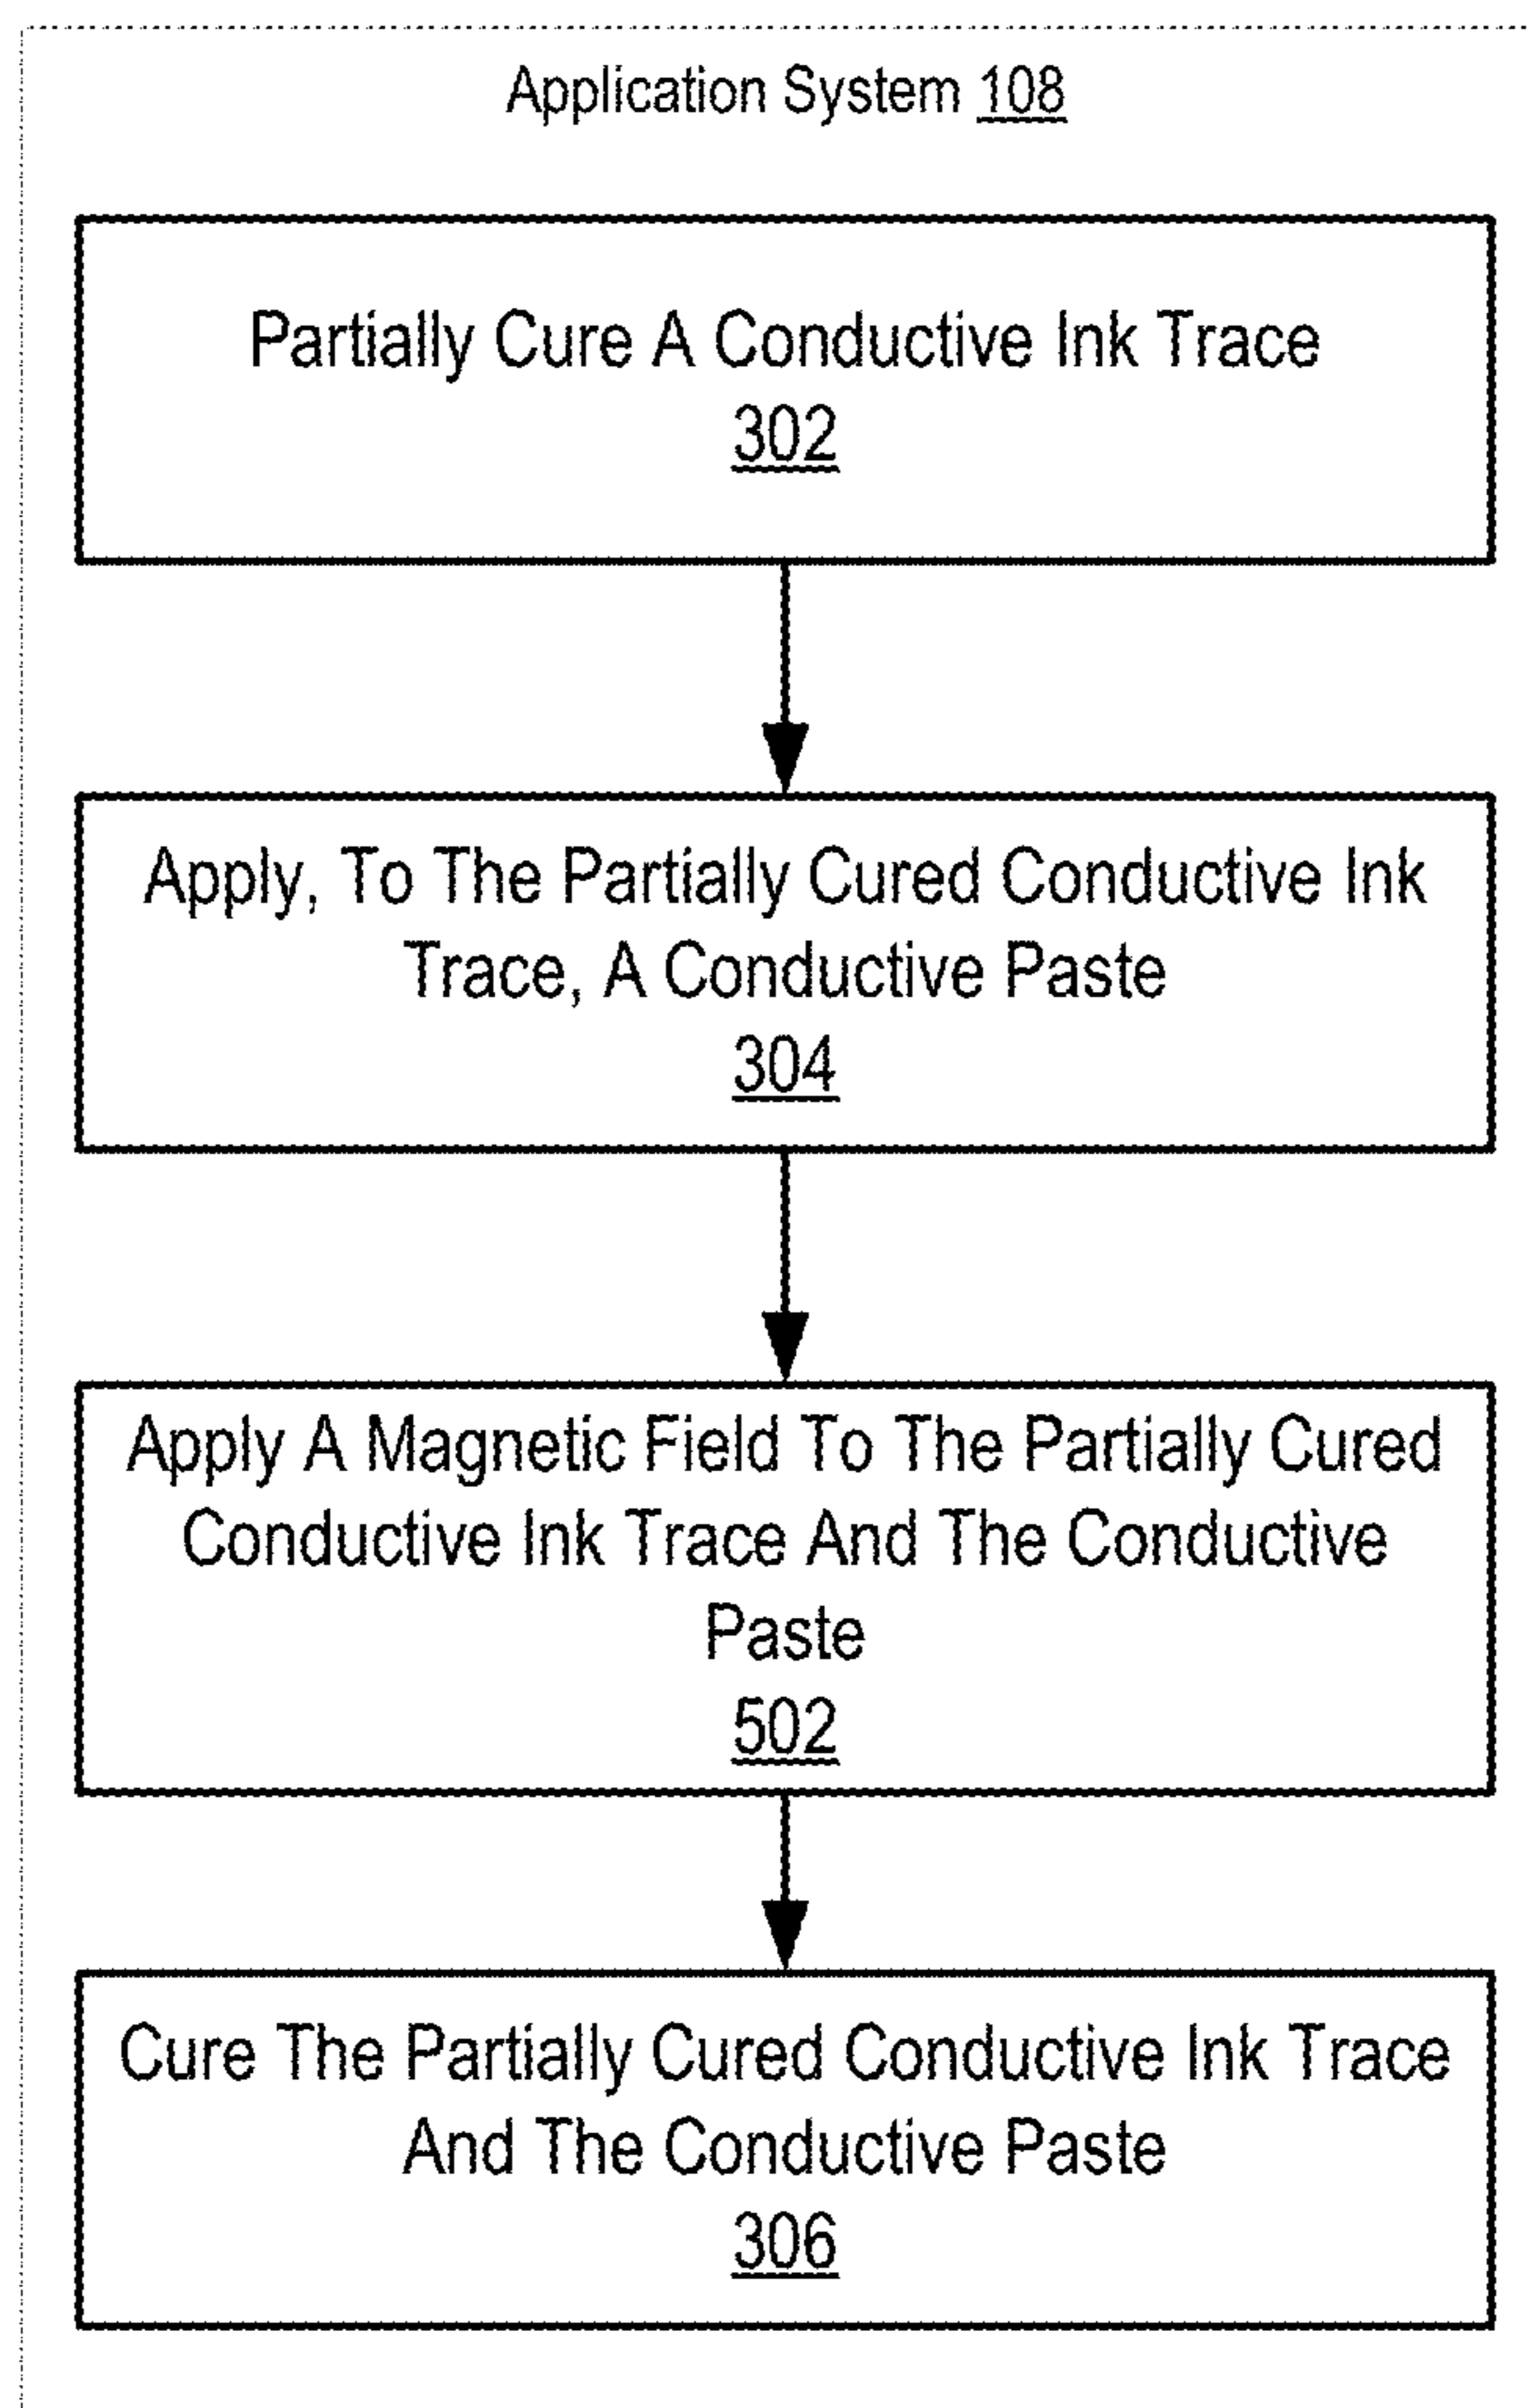 Application System 108
Partially Cure A Conductive Ink Trace
302
Apply, To The Partially Cured Conductive Ink
Trace, A Conductive Paste
304
Apply A Magnetic Field To The Partially Cured
Conductive Ink Trace And The Conductive
Paste
502
Cure The Partially Cured Conductive Ink Trace
And The Conductive Paste
306